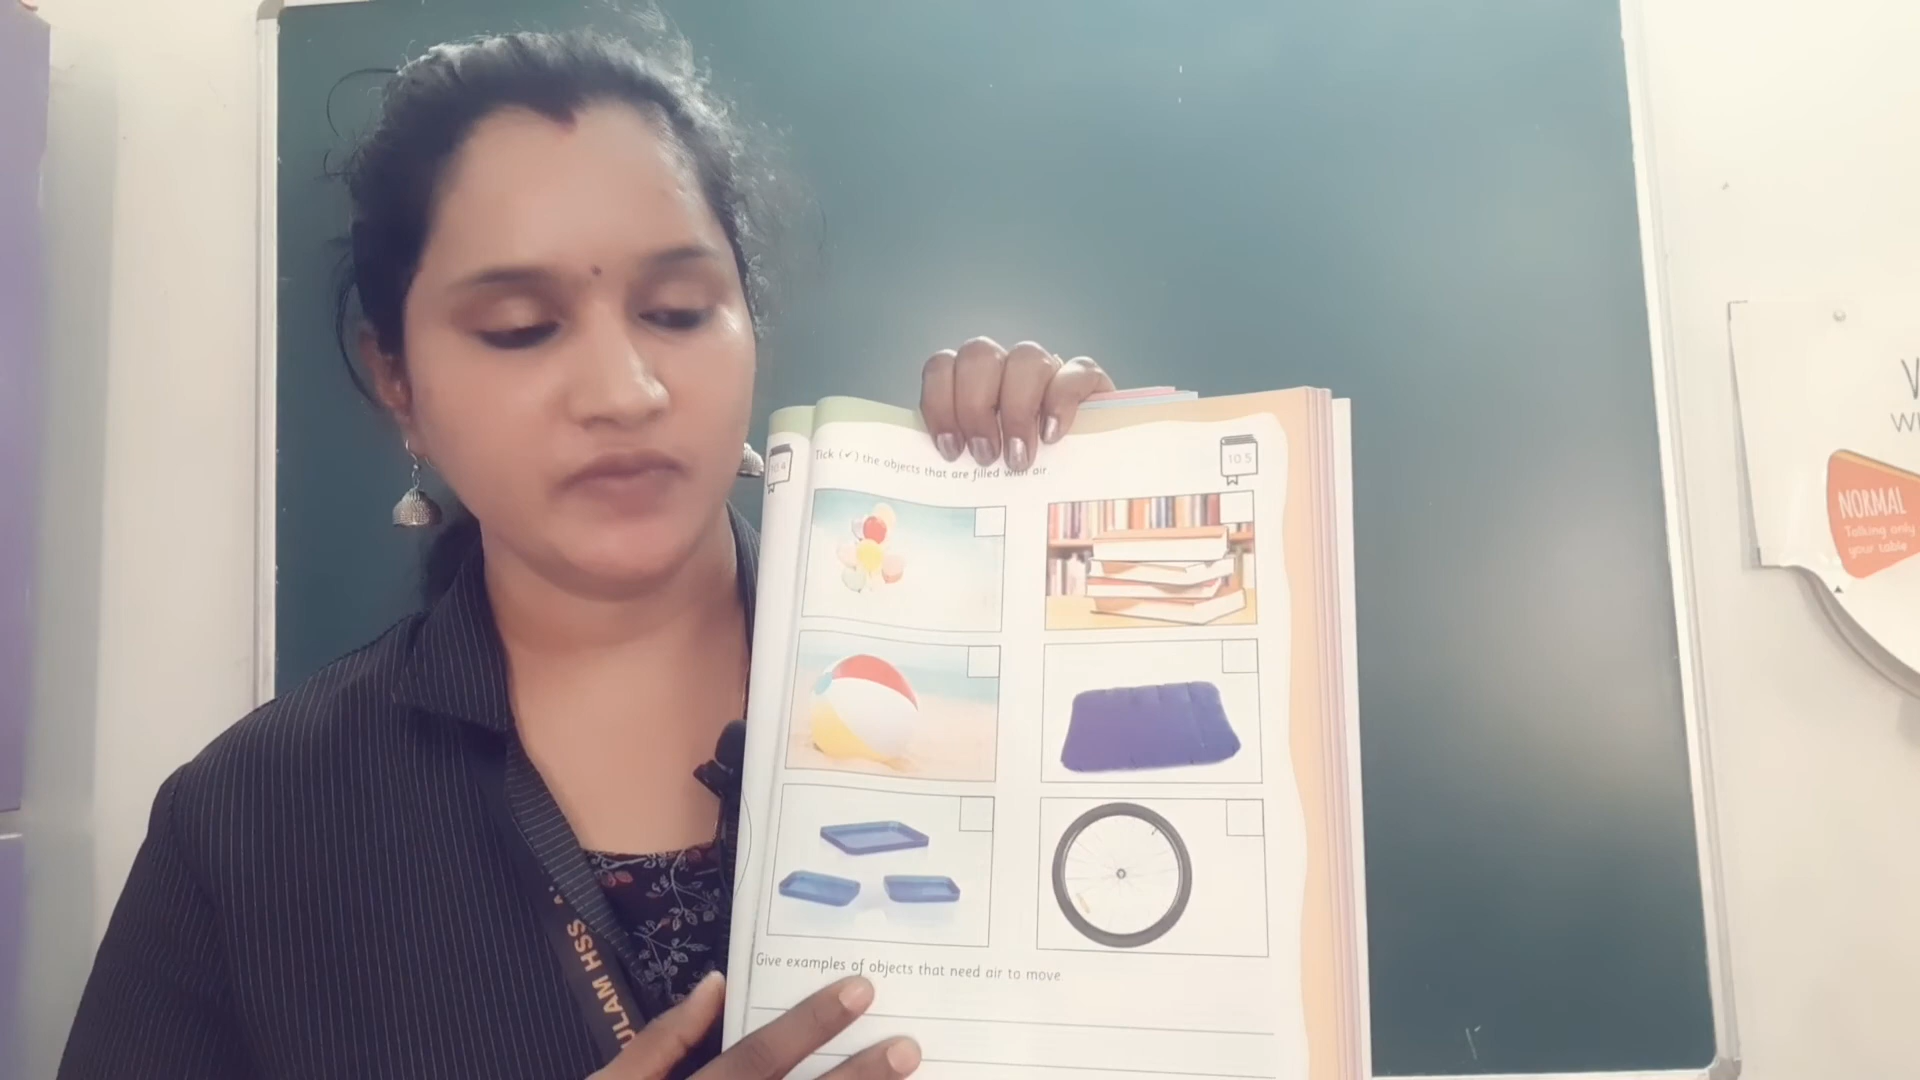 10.4
Tick (✓) the objects that are filled with air.
10.5
Give examples of objects that need air to move
NORMAL
Talking only
your table
ULAM HSS